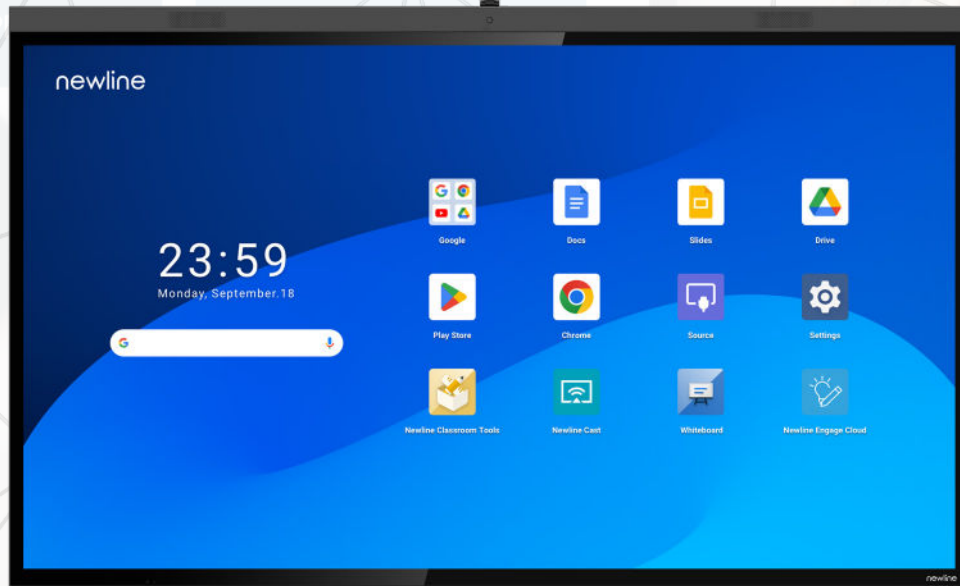 newline
23:59
Monday, September.18
Google
Docs
Slides
Drive
Play Store
Chrome
Source
Settings
Newline Classroom Tools
Newline Cast
Whiteboard
Newline Engage Cloud
newline